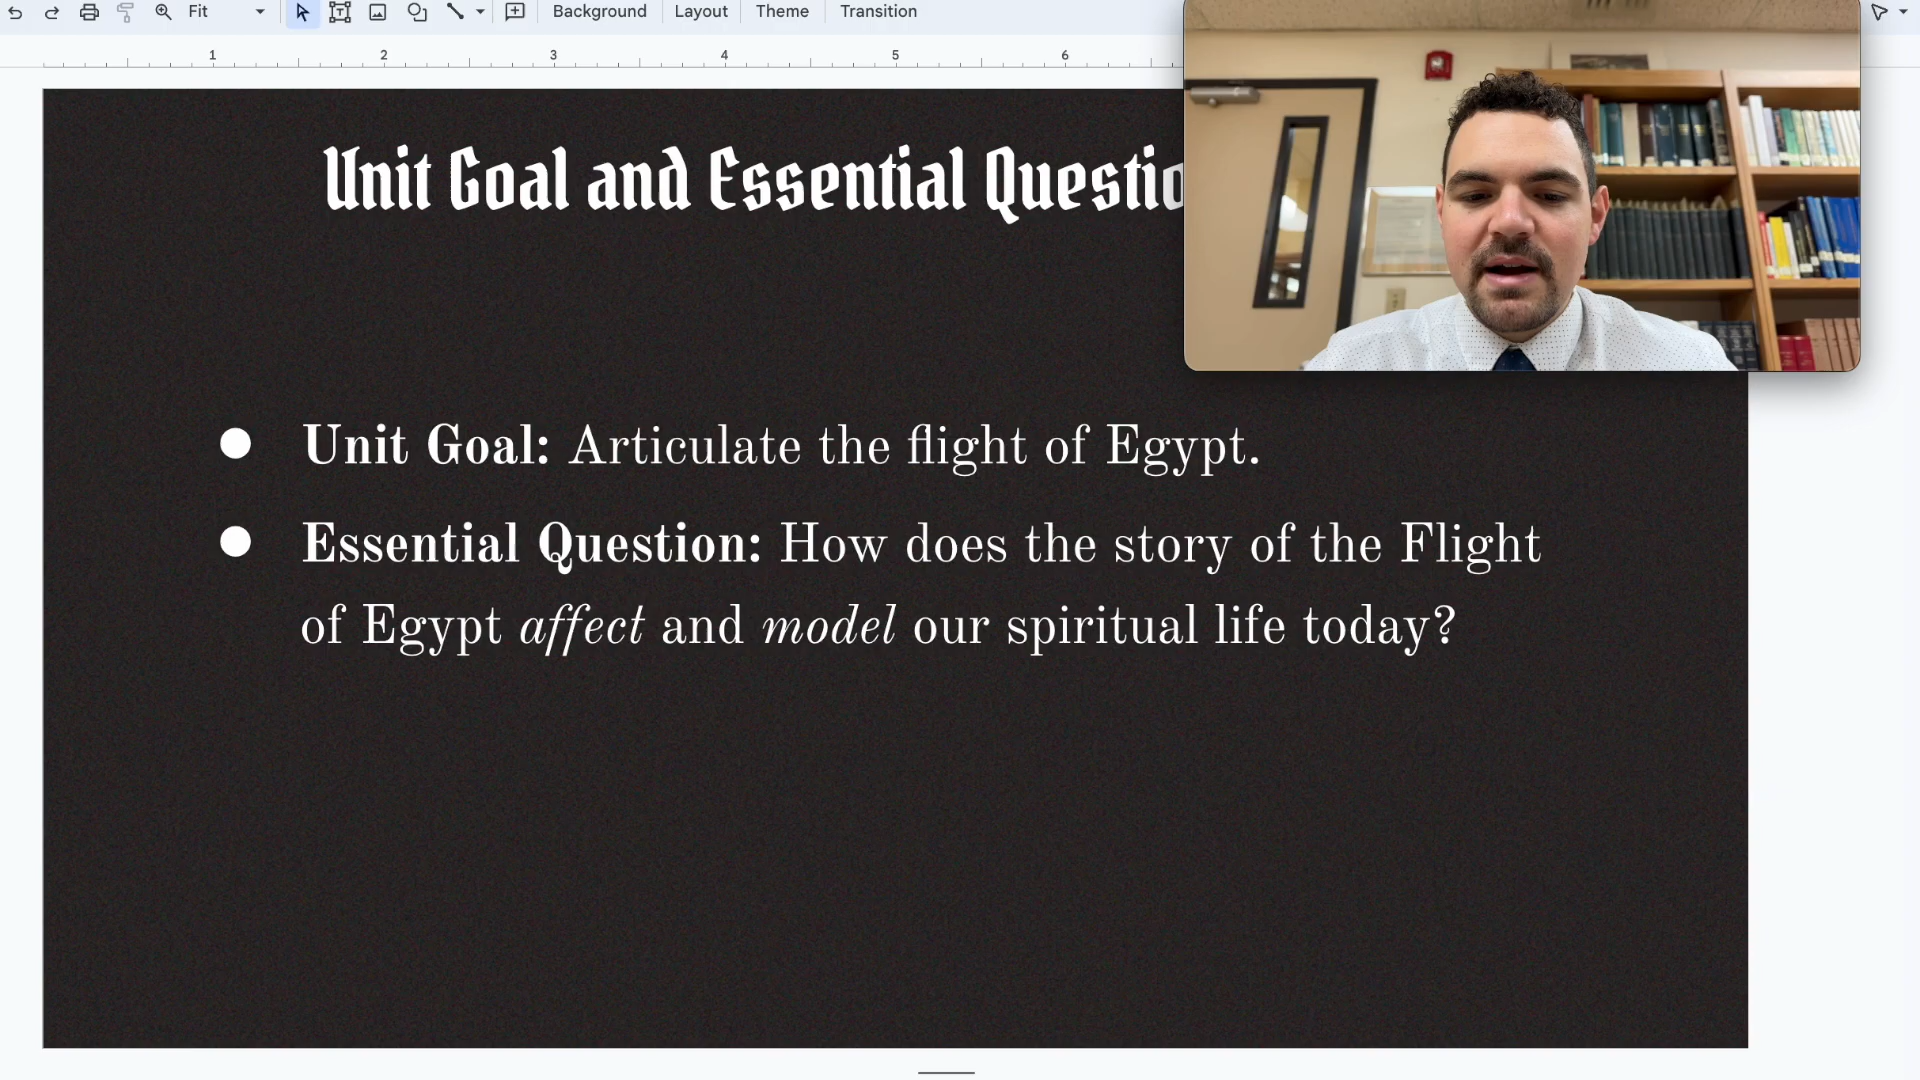 Fit
Background
Layout
Theme
Transition
1 2 3 4 5 6
Unit Goal and Essential
● Unit Goal: Articulate the flight of Egypt.
● Essential Question: How does the story of the Flight
of Egypt affect and model our spiritual life today?